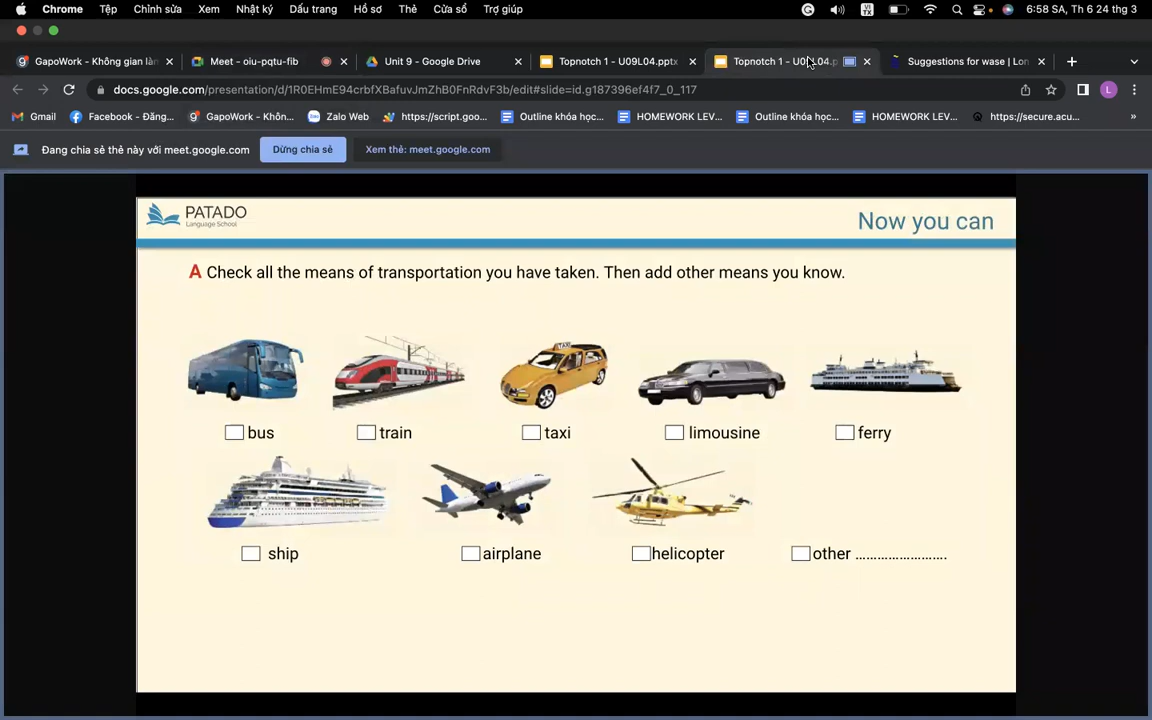 Chrome Tệp Chỉnh sửa Xem Nhật ký Dấu trang Hồ sơ Thẻ Cửa sổ Trợ giúp VI TX 6:58 SA, Th 6 24 thg 3
GapoWork - Không gian làn Meet - oiu-pqtu-fib Unit 9 - Google Drive Topnotch 1 - U09L04.pptx Topnotch 1 - U09L04.p Suggestions for wase | Lon
docs.google.com/presentation/d/1R0EHmE94crbfXBafuvJmZhB0FnRdvF3b/edit#slide=id.g187396ef4f7_0_117 L
Gmail Facebook - Đăng... GapoWork - Khôn... Zalo Web https://script.goo... Outline khóa học... HOMEWORK LEV... Outline khóa học... HOMEWORK LEV... https://secure.acu...
Đang chia sẻ thẻ này với meet.google.com Dừng chia sẻ Xem thẻ: meet.google.com
PATADO
Language School
Now you can
A Check all the means of transportation you have taken. Then add other means you know.
TAXI
bus train taxi limousine ferry
ship airplane helicopter other ........................